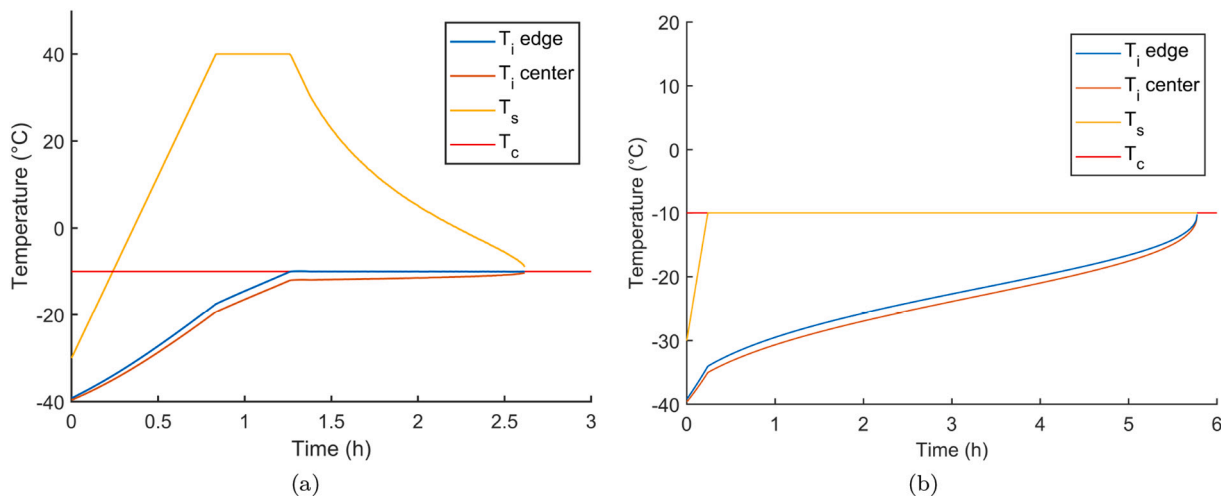 40
20
0
-20
-40
Temperature (°C)
0
0.5
1
1.5
2
2.5
3
Time (h)
T_i edge
T_i center
T_s
T_c
(a)
20
10
0
-10
-20
-30
-40
Temperature (°C)
0
1
2
3
4
5
6
Time (h)
T_i edge
T_i center
T_s
T_c
(b)